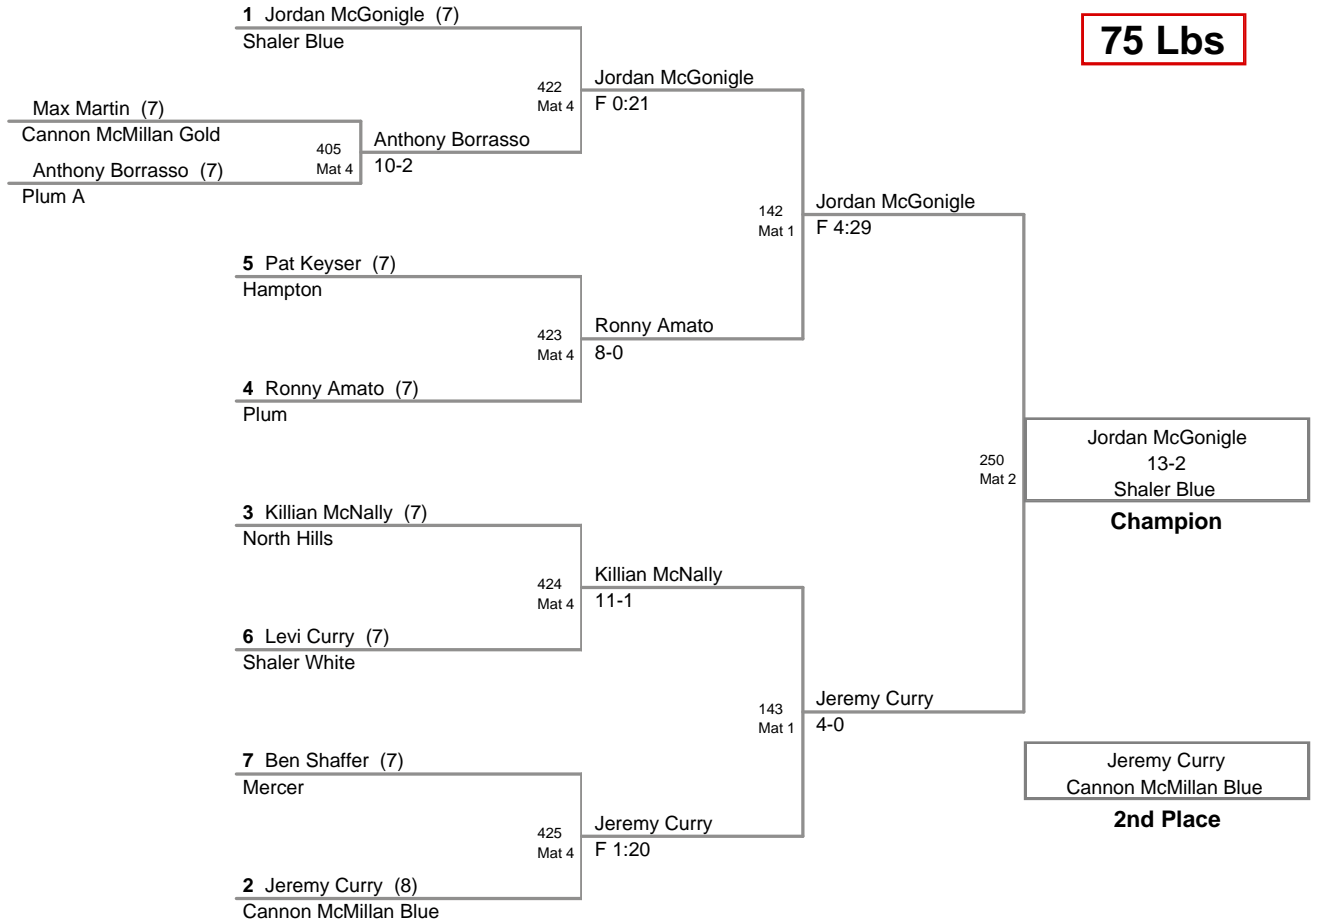 75 Lbs
1 Jordan McGonigle (7)
Shaler Blue
422
Mat 4
Jordan McGonigle
F 0:21
Max Martin (7)
Cannon McMillan Gold
405
Mat 4
Anthony Borrasso
10-2
Anthony Borrasso (7)
Plum A
142
Mat 1
Jordan McGonigle
F 4:29
5 Pat Keyser (7)
Hampton
423
Mat 4
Ronny Amato
8-0
4 Ronny Amato (7)
Plum
250
Mat 2
Jordan McGonigle
13-2
Shaler Blue
Champion
3 Killian McNally (7)
North Hills
424
Mat 4
Killian McNally
11-1
6 Levi Curry (7)
Shaler White
143
Mat 1
Jeremy Curry
4-0
7 Ben Shaffer (7)
Mercer
425
Mat 4
Jeremy Curry
F 1:20
2 Jeremy Curry (8)
Cannon McMillan Blue
Jeremy Curry
Cannon McMillan Blue
2nd Place